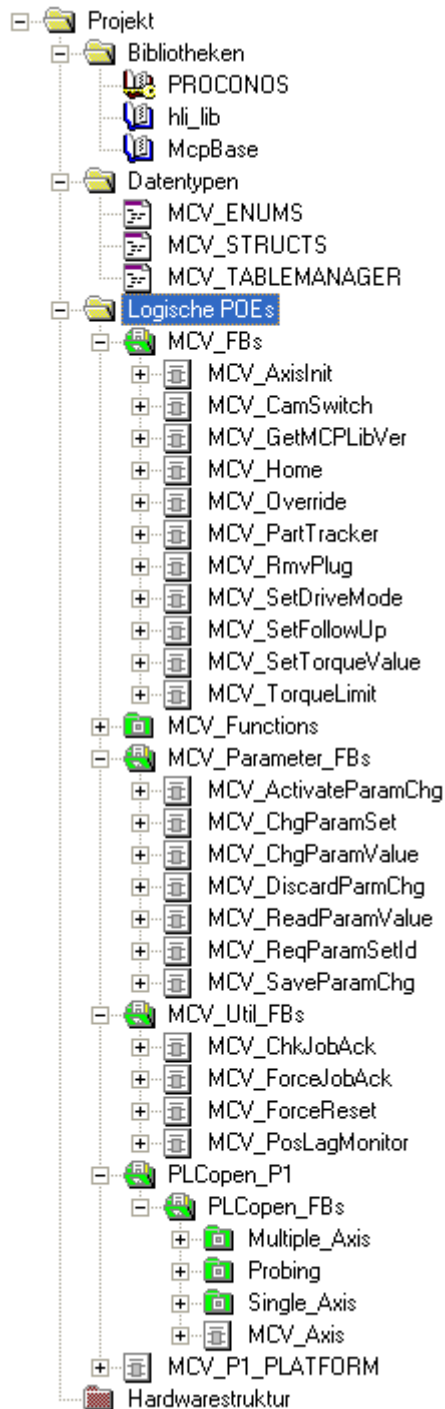 Projekt
Bibliotheken
PROCONOS
hli_lib
McpBase
Datentypen
MCV_ENUMS
MCV_STRUCTS
MCV_TABLEMANAGER
Logische POEs
MCV_FBs
MCV_AxisInit
MCV_CamSwitch
MCV_GetMCPLibVer
MCV_Home
MCV_Override
MCV_PartTracker
MCV_RmvPlug
MCV_SetDriveMode
MCV_SetFollowUp
MCV_SetTorqueValue
MCV_TorqueLimit
MCV_Functions
MCV_Parameter_FBs
MCV_ActivateParamChg
MCV_ChgParamSet
MCV_ChgParamValue
MCV_DiscardParmChg
MCV_ReadParamValue
MCV_ReqParamSetId
MCV_SaveParamChg
MCV_Util_FBs
MCV_ChkJobAck
MCV_ForceJobAck
MCV_ForceReset
MCV_PosLagMonitor
PLCopen_P1
PLCopen_FBs
Multiple_Axis
Probing
Single_Axis
MCV_Axis
MCV_P1_PLATFORM
Hardwarestruktur